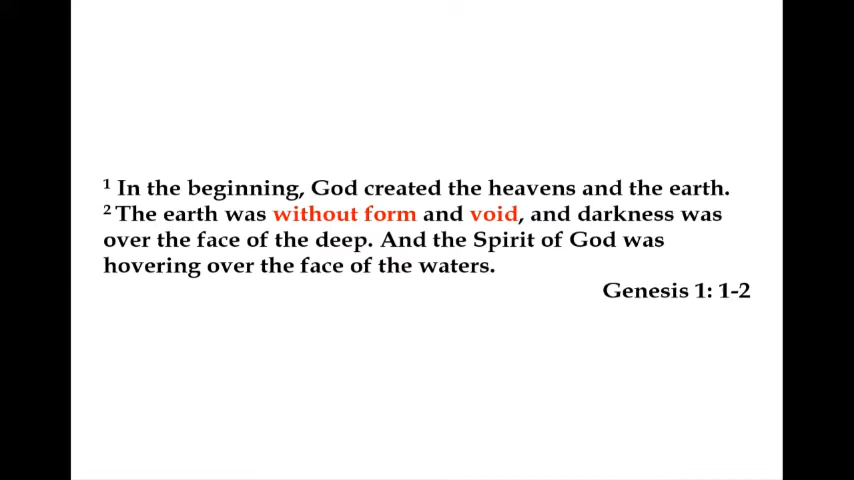 ¹ In the beginning, God created the heavens and the earth.
² The earth was without form and void, and darkness was
over the face of the deep. And the Spirit of God was
hovering over the face of the waters.
Genesis 1: 1-2